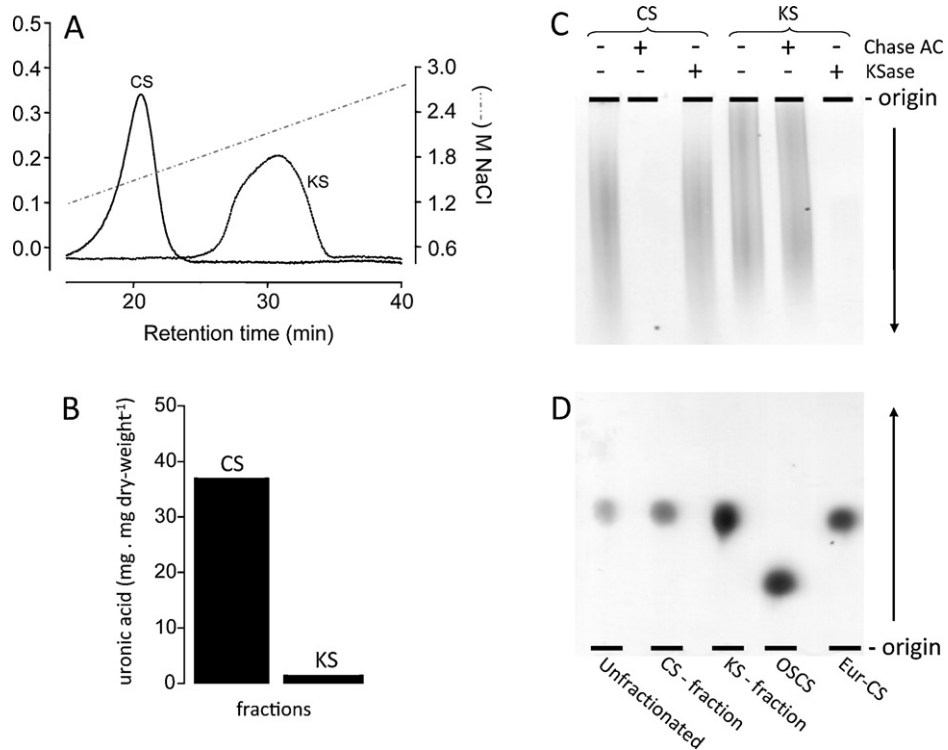 A
0.5
0.4
0.3
0.2
0.1
0.0
CS
KS
3.0
2.4
1.8
1.2
0.6
(-·-·-) M NaCl
20 30 40
Retention time (min)
B
50
40
30
20
10
0
uronic acid (mg . mg dry-weight⁻¹)
CS
KS
fractions
C
CS KS
- + - - + - Chase AC
- - + - - + KSase
- origin
D
- origin
Unfractionated
CS - fraction
KS - fraction
OSCS
Eur-CS